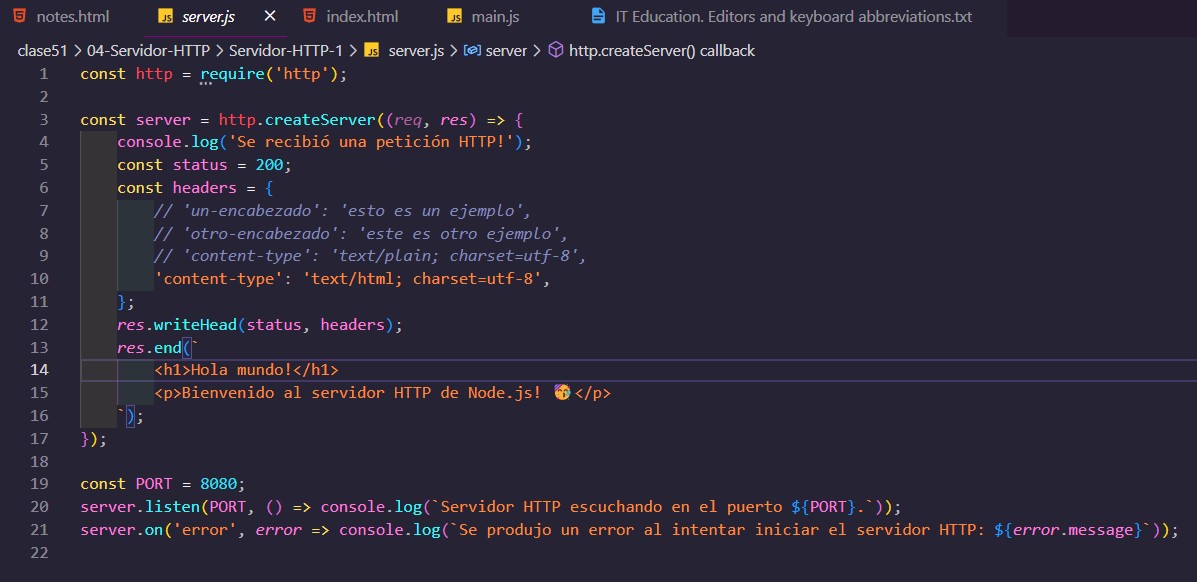 notes.html server.js × index.html main.js IT Education. Editors and keyboard abbreviations.txt
clase51 > 04-Servidor-HTTP > Servidor-HTTP-1 > JS server.js > server > http.createServer() callback
1 const http = require('http');
2
3 const server = http.createServer((req, res) => {
4     console.log('Se recibió una petición HTTP!');
5     const status = 200;
6     const headers = {
7         // 'un-encabezado': 'esto es un ejemplo',
8         // 'otro-encabezado': 'este es otro ejemplo',
9         // 'content-type': 'text/plain; charset=utf-8',
10         'content-type': 'text/html; charset=utf-8',
11     };
12     res.writeHead(status, headers);
13     res.end(`
14         <h1>Hola mundo!</h1>
15         <p>Bienvenido al servidor HTTP de Node.js! 🥳</p>
16     `);
17 });
18
19 const PORT = 8080;
20 server.listen(PORT, () => console.log(`Servidor HTTP escuchando en el puerto ${PORT}.`));
21 server.on('error', error => console.log(`Se produjo un error al intentar iniciar el servidor HTTP: ${error.message}`));
22